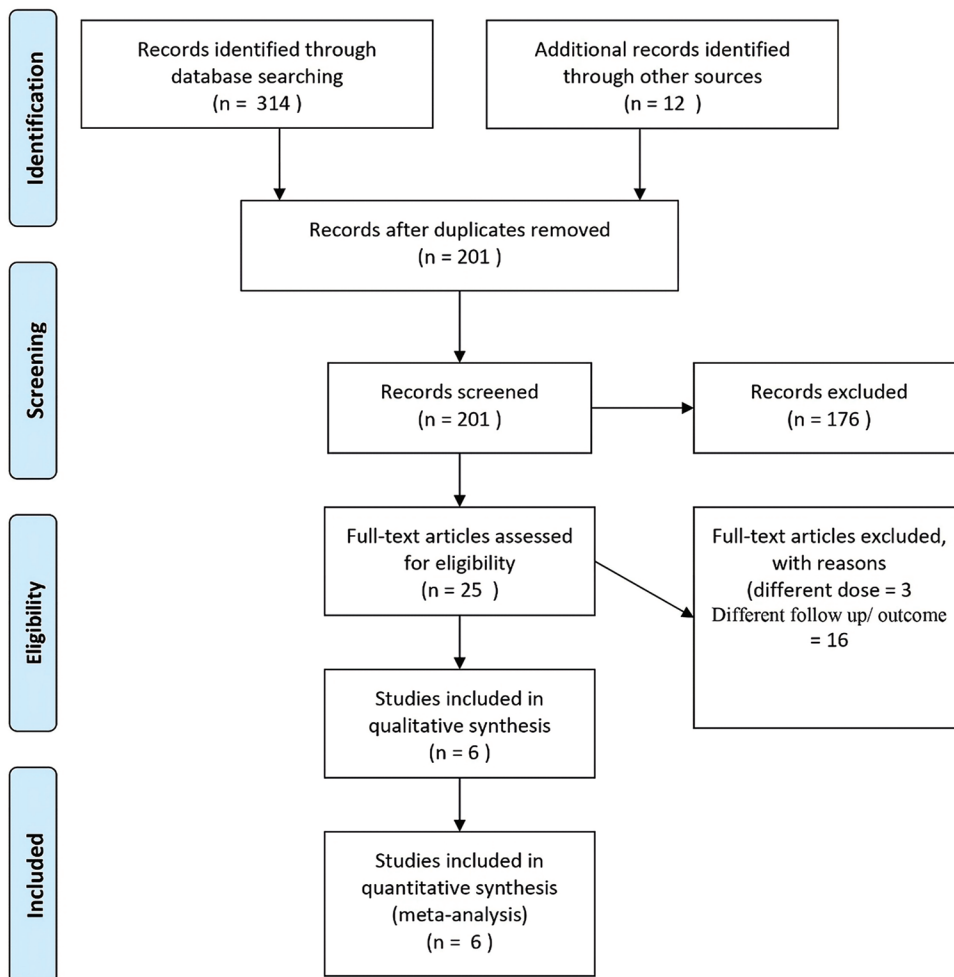 Identification
Records identified through
database searching
(n = 314 )
Additional records identified
through other sources
(n = 12 )
Records after duplicates removed
(n = 201 )
Screening
Records screened
(n = 201 )
Records excluded
(n = 176 )
Eligibility
Full-text articles assessed
for eligibility
(n = 25 )
Full-text articles excluded,
with reasons
(different dose = 3
Different follow up/ outcome
= 16
Studies included in
qualitative synthesis
(n = 6 )
Included
Studies included in
quantitative synthesis
(meta-analysis)
(n = 6 )